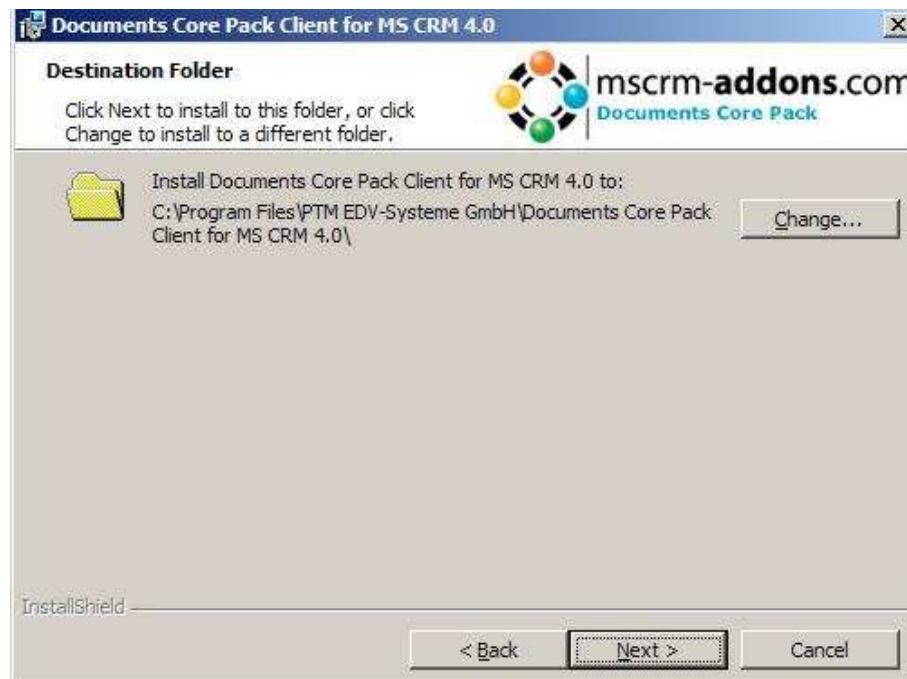 Documents Core Pack Client for MS CRM 4.0
Destination Folder
Click Next to install to this folder, or click
Change to install to a different folder.
mscrm-addons.com
Documents Core Pack
Install Documents Core Pack Client for MS CRM 4.0 to:
C:\Program Files\PTM EDV-Systeme GmbH\Documents Core Pack
Client for MS CRM 4.0\
Change...
InstallShield
< Back
Next >
Cancel